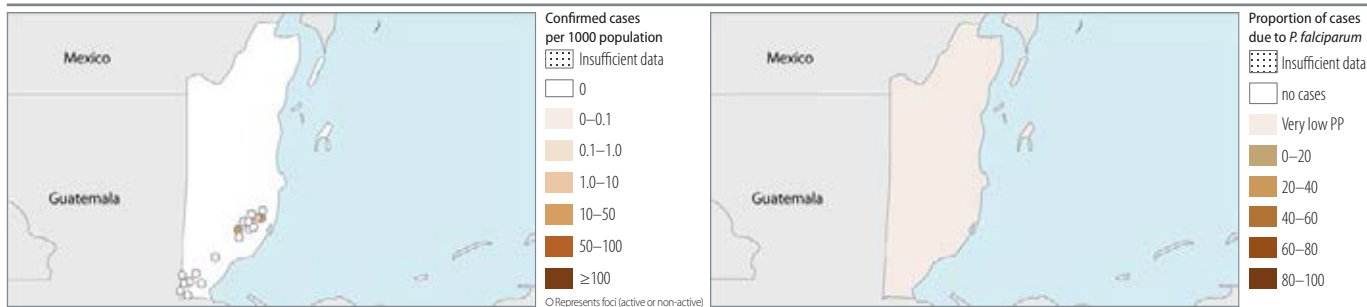 Mexico
Guatemala
Confirmed cases
per 1000 population
Insufficient data
0
0–0.1
0.1–1.0
1.0–10
10–50
50–100
≥100
Represents foci (active or non-active)
Mexico
Guatemala
Proportion of cases
due to P. falciparum
Insufficient data
no cases
Very low PP
0–20
20–40
40–60
60–80
80–100